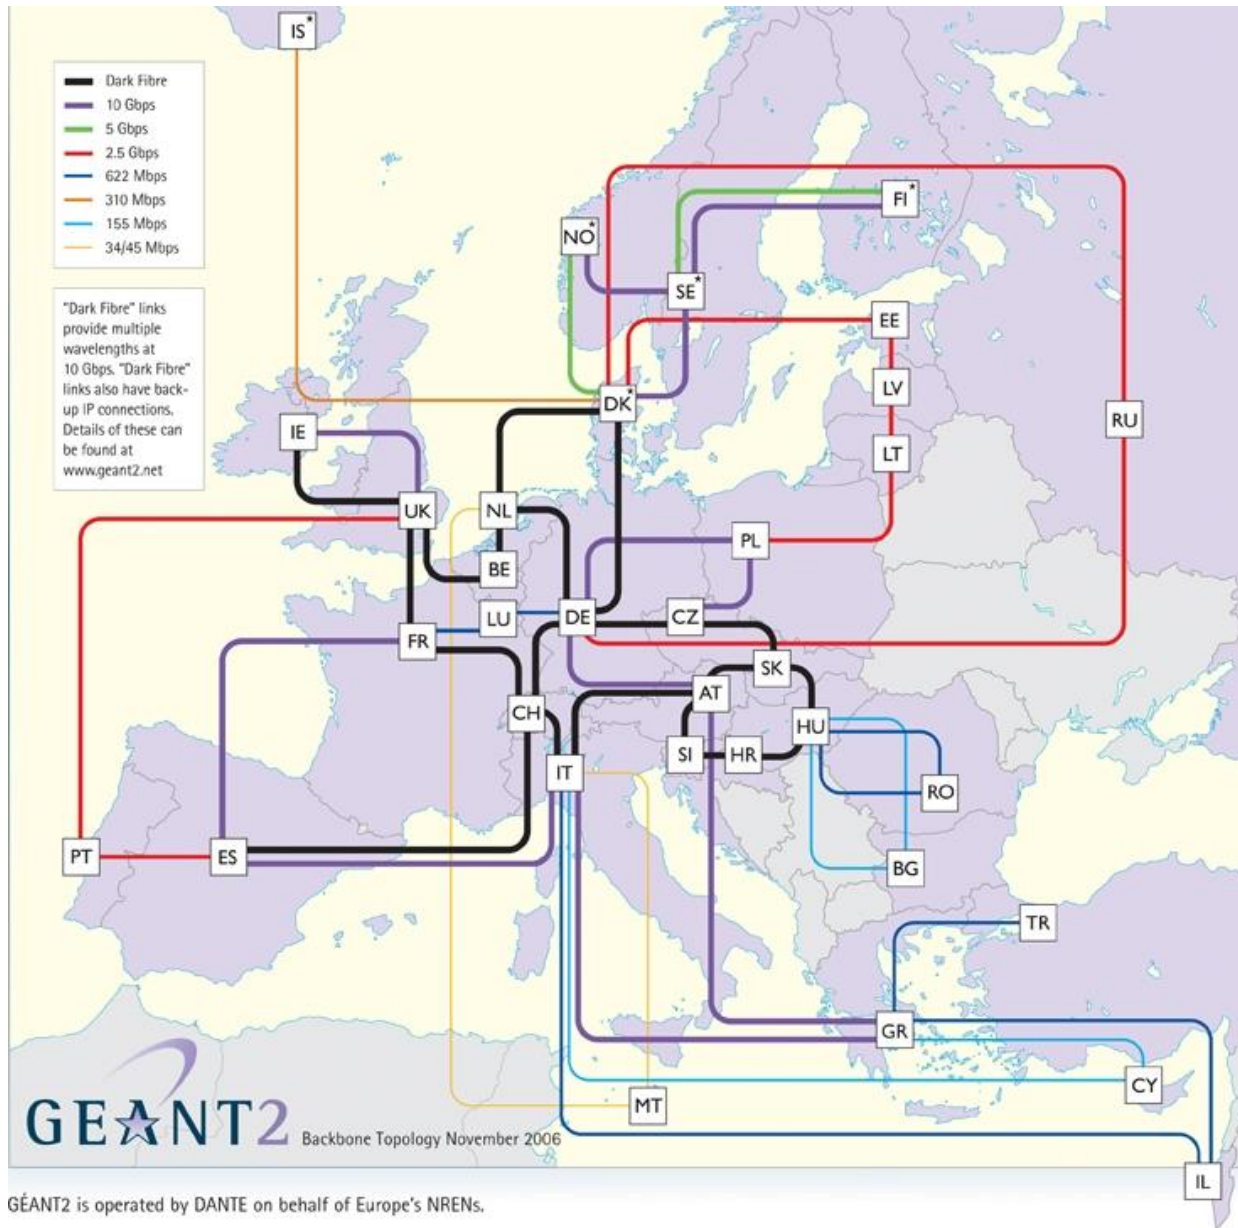 IS*
Dark Fibre
10 Gbps
5 Gbps
2.5 Gbps
622 Mbps
310 Mbps
155 Mbps
34/45 Mbps
"Dark Fibre" links
provide multiple
wavelengths at
10 Gbps. "Dark Fibre"
links also have back-
up IP connections.
Details of these can
be found at
www.geant2.net
FI*
NO*
SE*
EE
LV
DK*
RU
IE
LT
UK
NL
PL
BE
LU
DE
CZ
FR
SK
AT
CH
HU
SI
HR
IT
RO
PT
ES
BG
TR
GR
CY
MT
GEANT2
Backbone Topology November 2006
IL
GÉANT2 is operated by DANTE on behalf of Europe's NRENs.